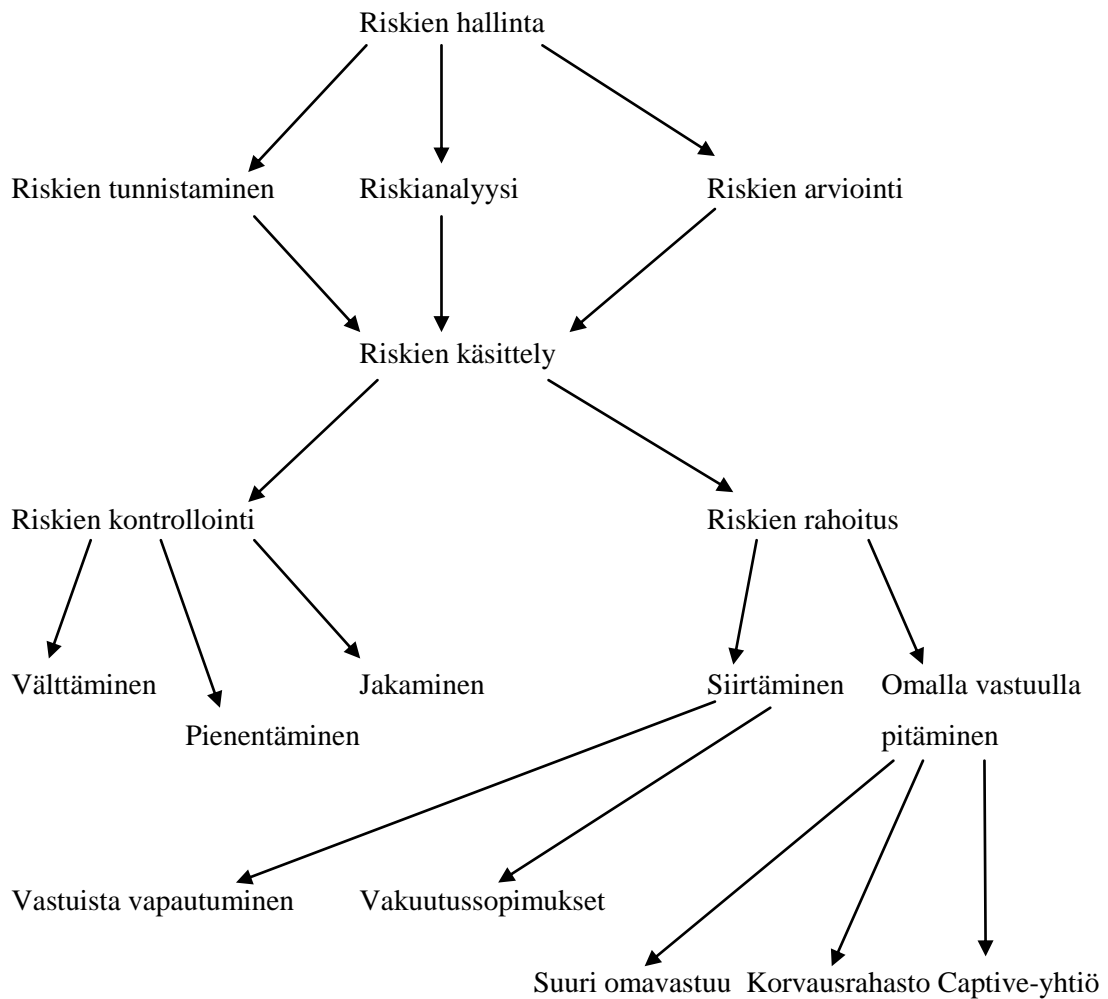 Riskien hallinta
Riskien tunnistaminen Riskianalyysi Riskien arviointi
Riskien käsittely
Riskien kontrollointi Riskien rahoitus
Välttäminen Jakaminen Siirtäminen Omalla vastuulla
Pienentäminen pitäminen
Vastuista vapautuminen Vakuutussopimukset
Suuri omavastuu Korvausrahasto Captive-yhtiö